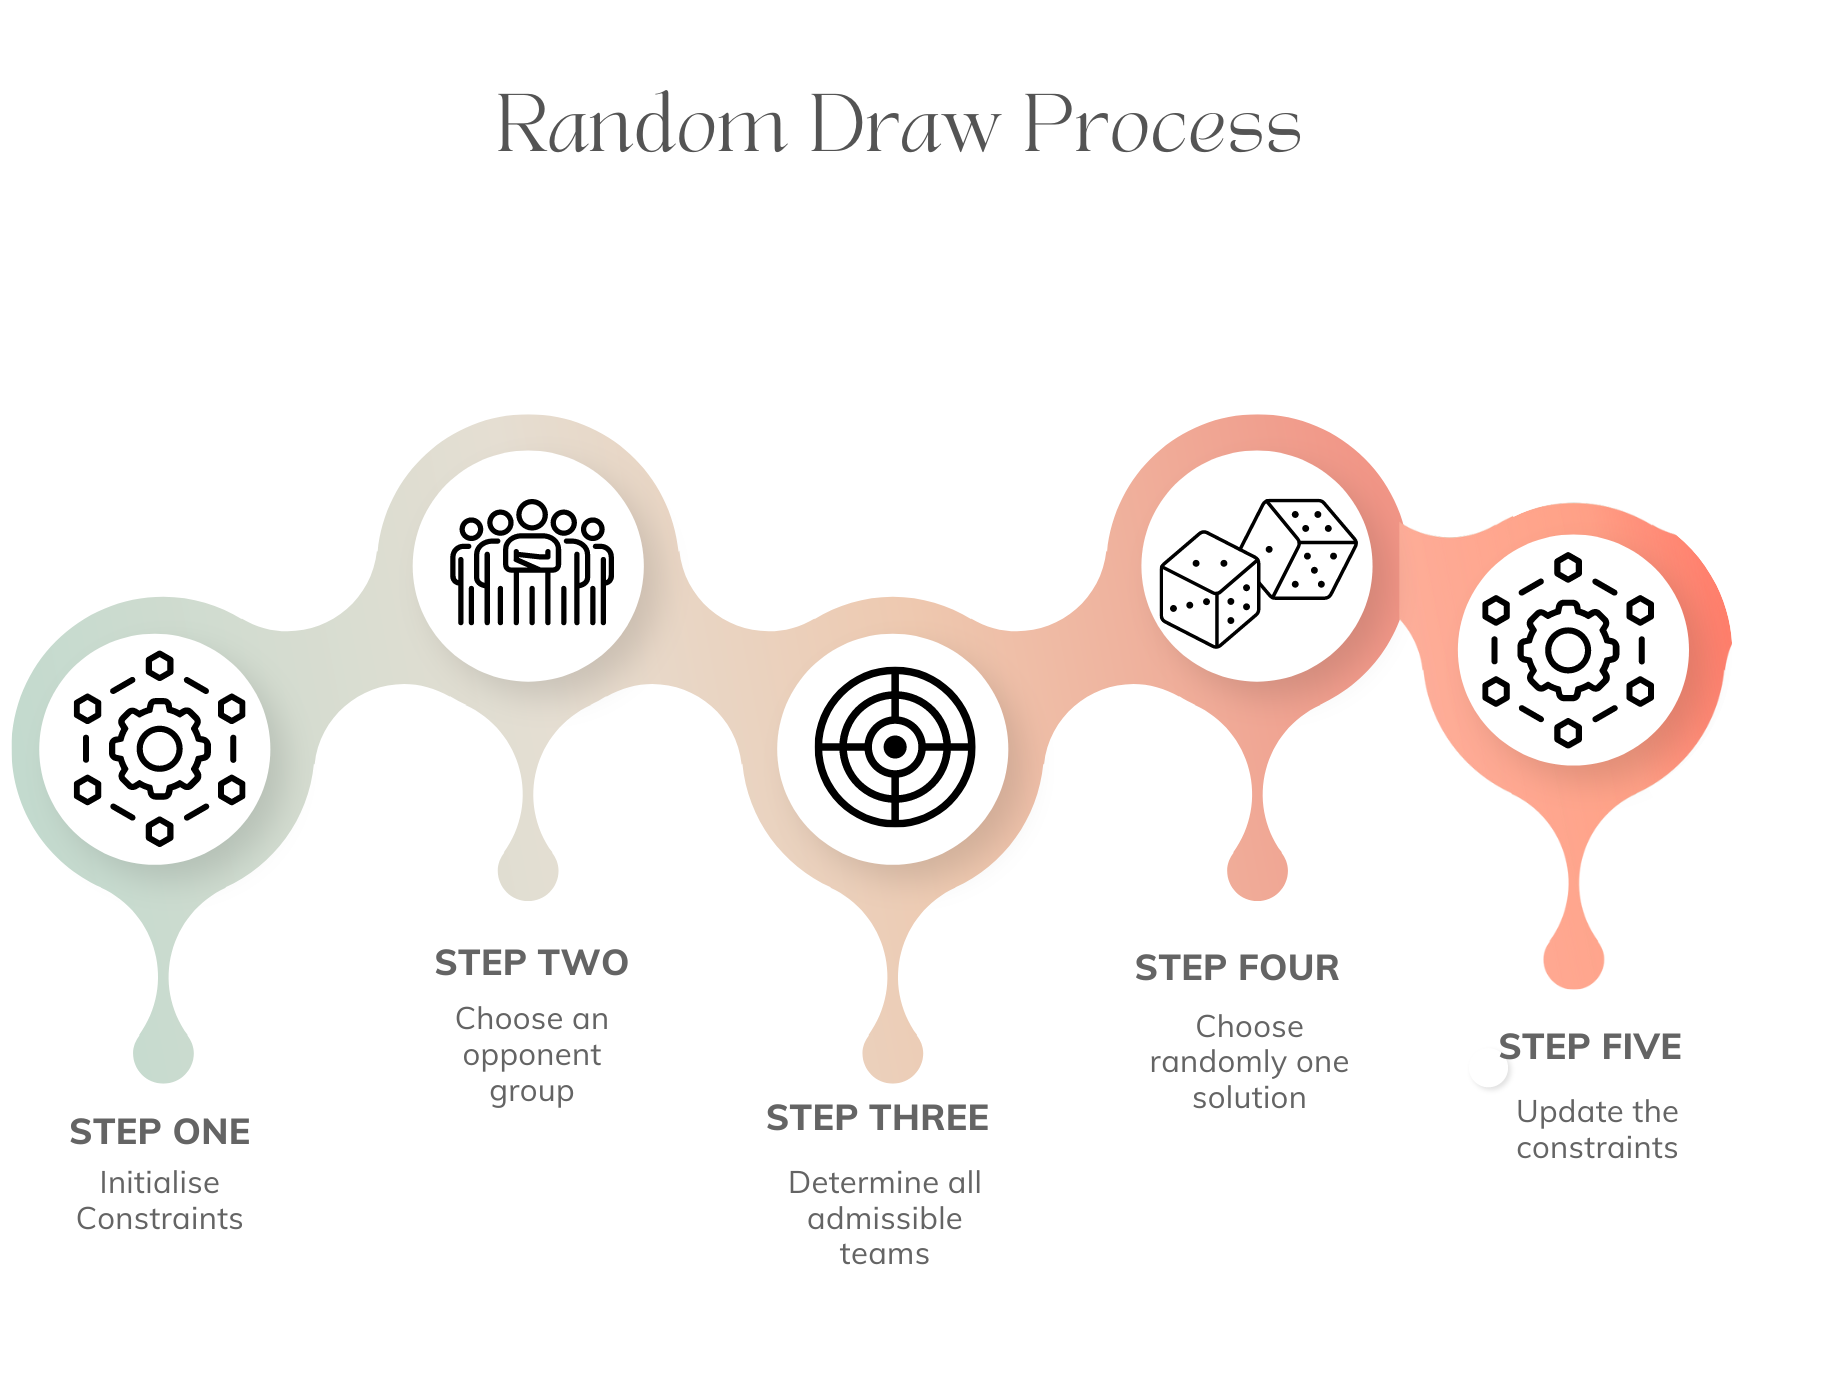 Random Draw Process
STEP ONE
Initialise
Constraints
STEP TWO
Choose an
opponent
group
STEP THREE
Determine all
admissible
teams
STEP FOUR
Choose
randomly one
solution
STEP FIVE
Update the
constraints